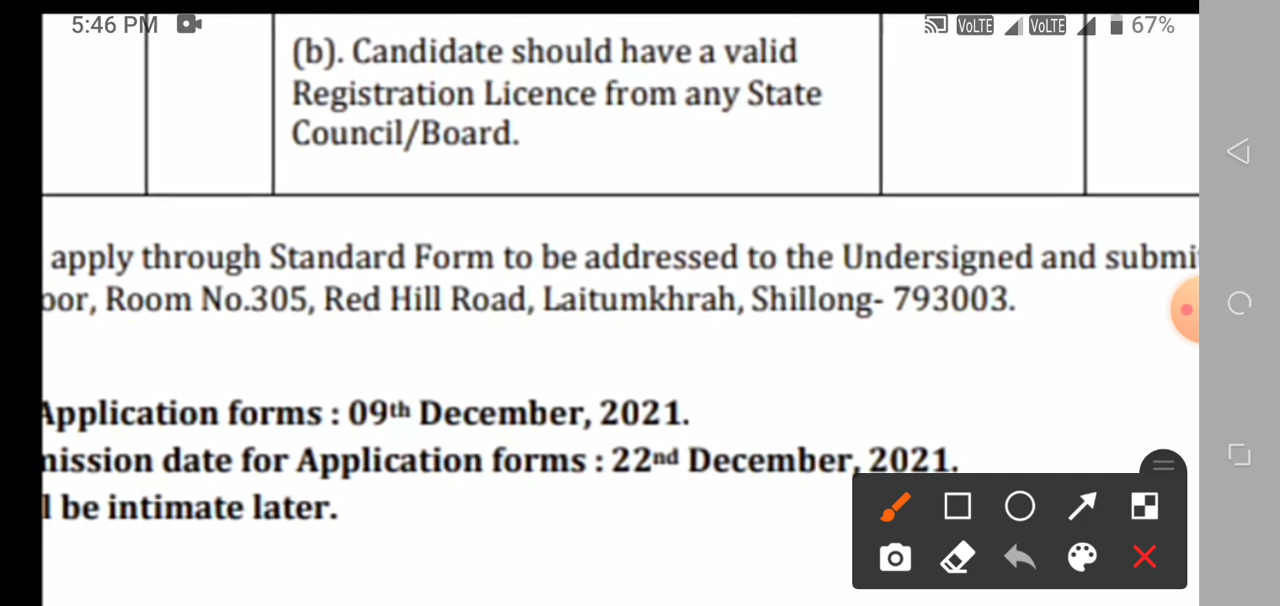 5:46 PM VoLTE VoLTE 67%
(b). Candidate should have a valid
Registration Licence from any State
Council/Board.
apply through Standard Form to be addressed to the Undersigned and submi
oor, Room No.305, Red Hill Road, Laitumkhrah, Shillong- 793003.
Application forms : 09th December, 2021.
nission date for Application forms : 22nd December, 2021.
l be intimate later.